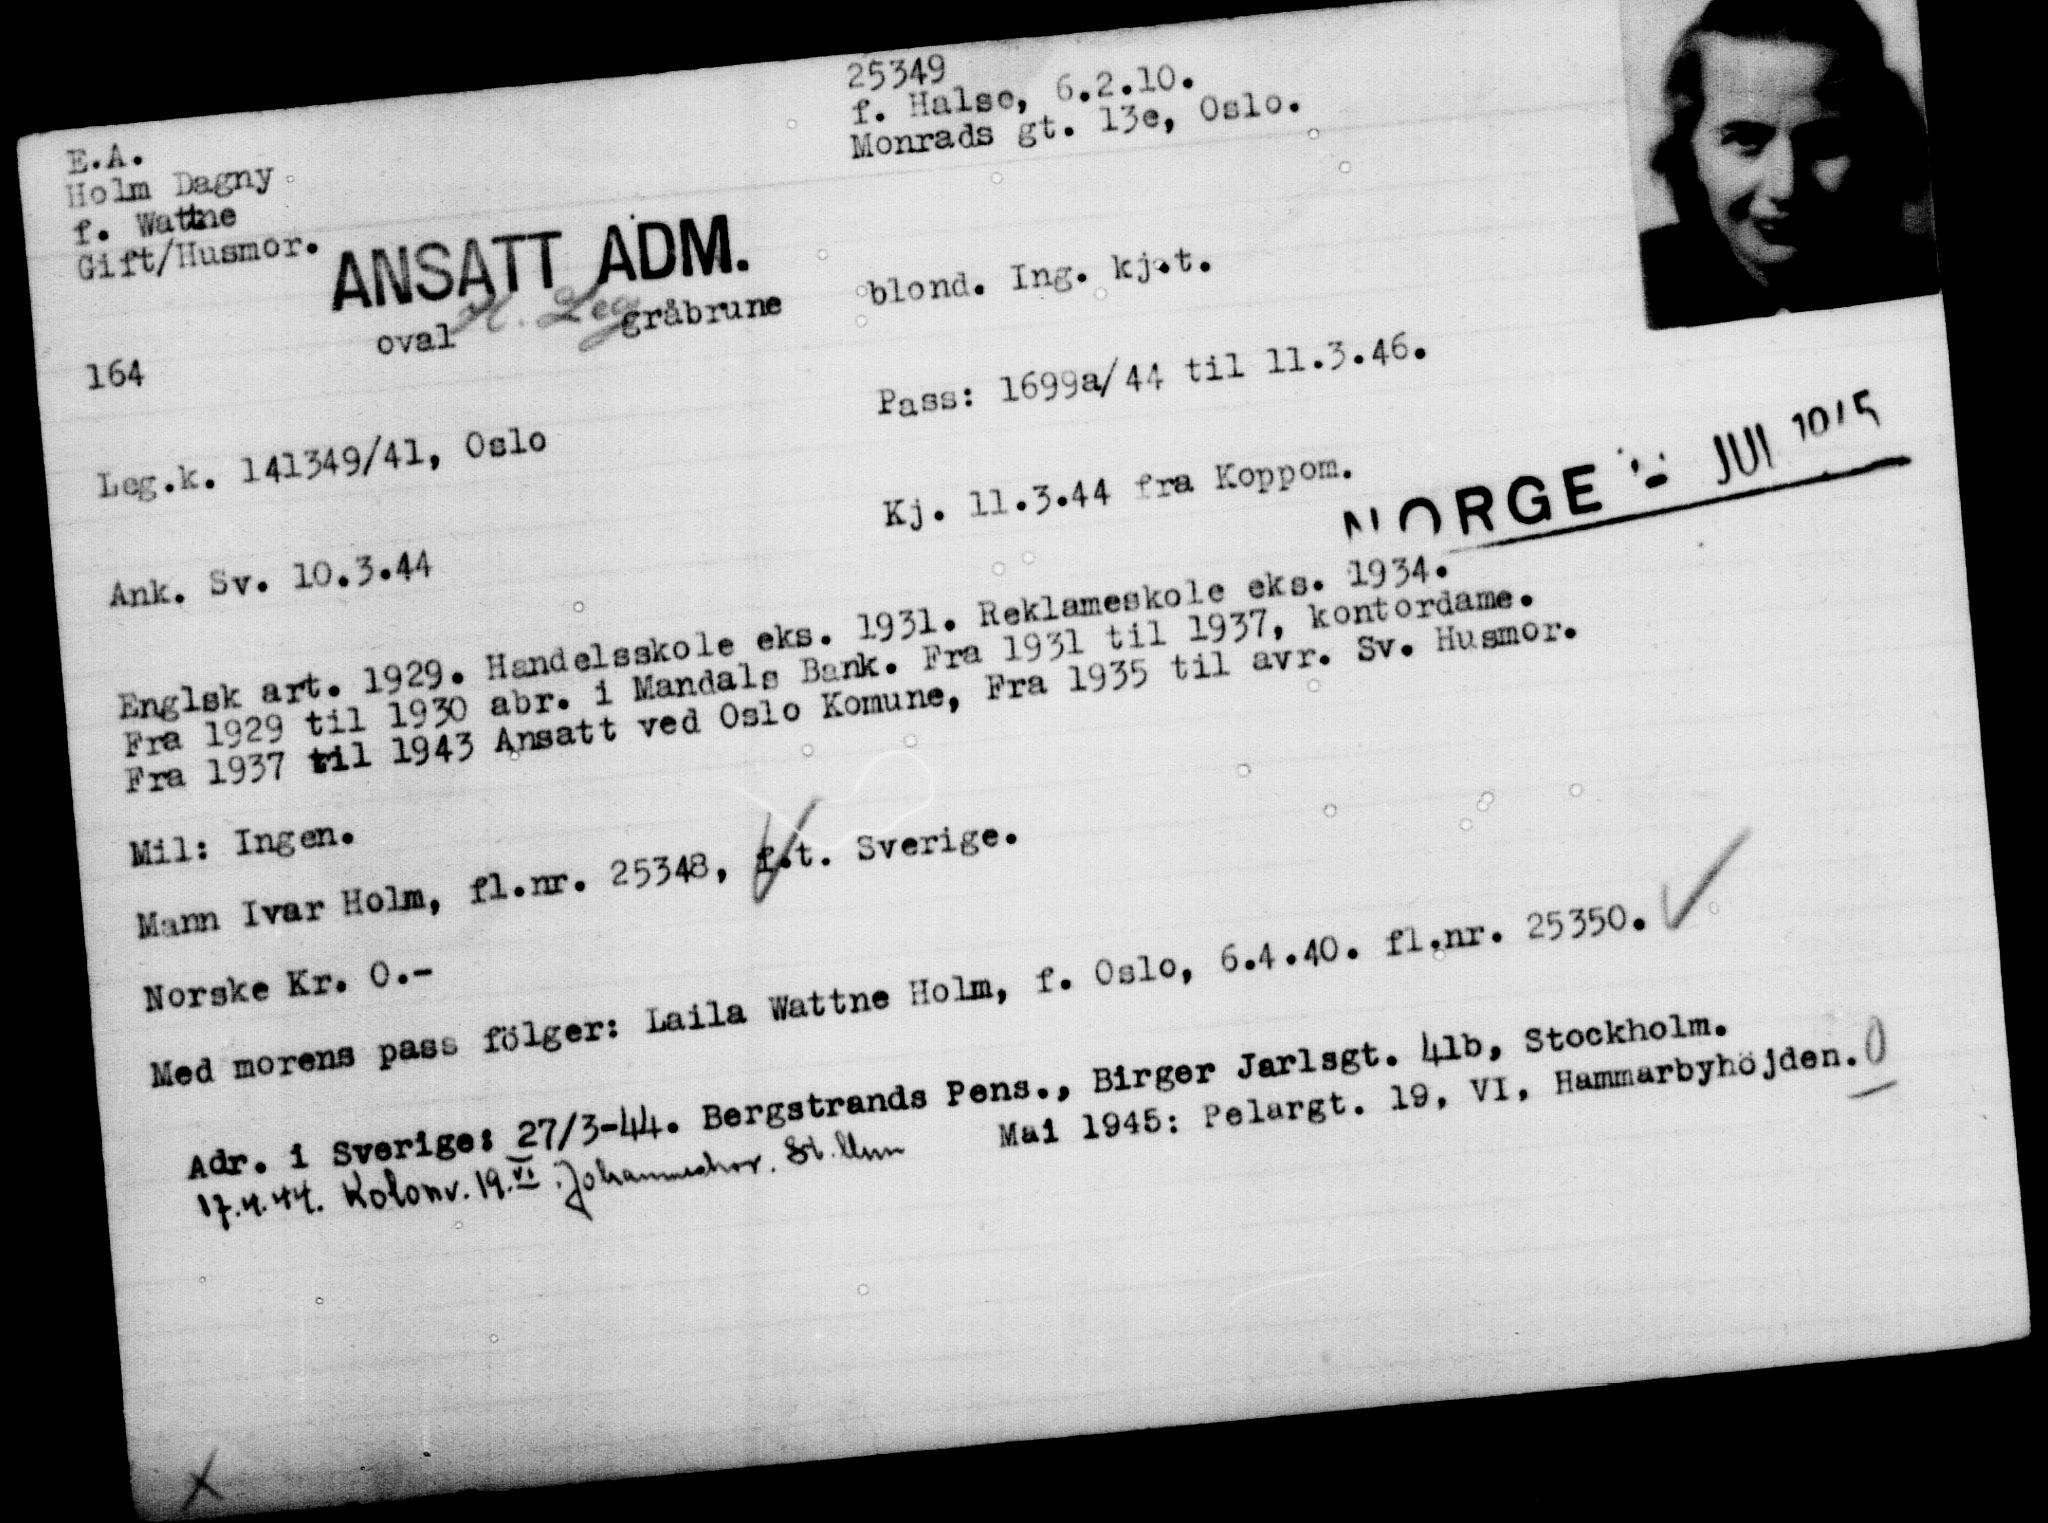 25349
f. Halse, 6.2.10.
Monrads gt. 13e, Oslo.
E.A.
Holm Dagny
f. Wattne
Gift/Husmor.
ANSATT ADM.
H. Leg
164
oval
gråbrune
blond. Ing. kj.t.
Pass: 1699a/44 til 11.3.46.
Leg.k. 141349/41, Oslo
Kj. 11.3.44 fra Koppom.
NORGE JUI
Ank. Sv. 10.3.44
Englsk art. 1929. Handelsskole eks. 1931. Reklameskole eks. 1934.
Fra 1929 til 1930 abr. i Mandals Bank. Fra 1931 til 1937, kontordame.
Fra 1937 til 1943 Ansatt ved Oslo Komune, Fra 1935 til avr. Sv. Husmor.
Mil: Ingen.
Mann Ivar Holm, fl.nr. 25348, f.t. Sverige.
Norske Kr. 0.-
Med morens pass fölger: Laila Wattne Holm, f. Oslo, 6.4.40. fl.nr. 25350.
Adr. i Sverige: 27/3-44. Bergstrands Pens., Birger Jarlsgt. 41b, Stockholm.
17.4.44. Kolonv. 19.VI
Mai 1945: Pelargt. 19, VI, Hammarbyhöjden.